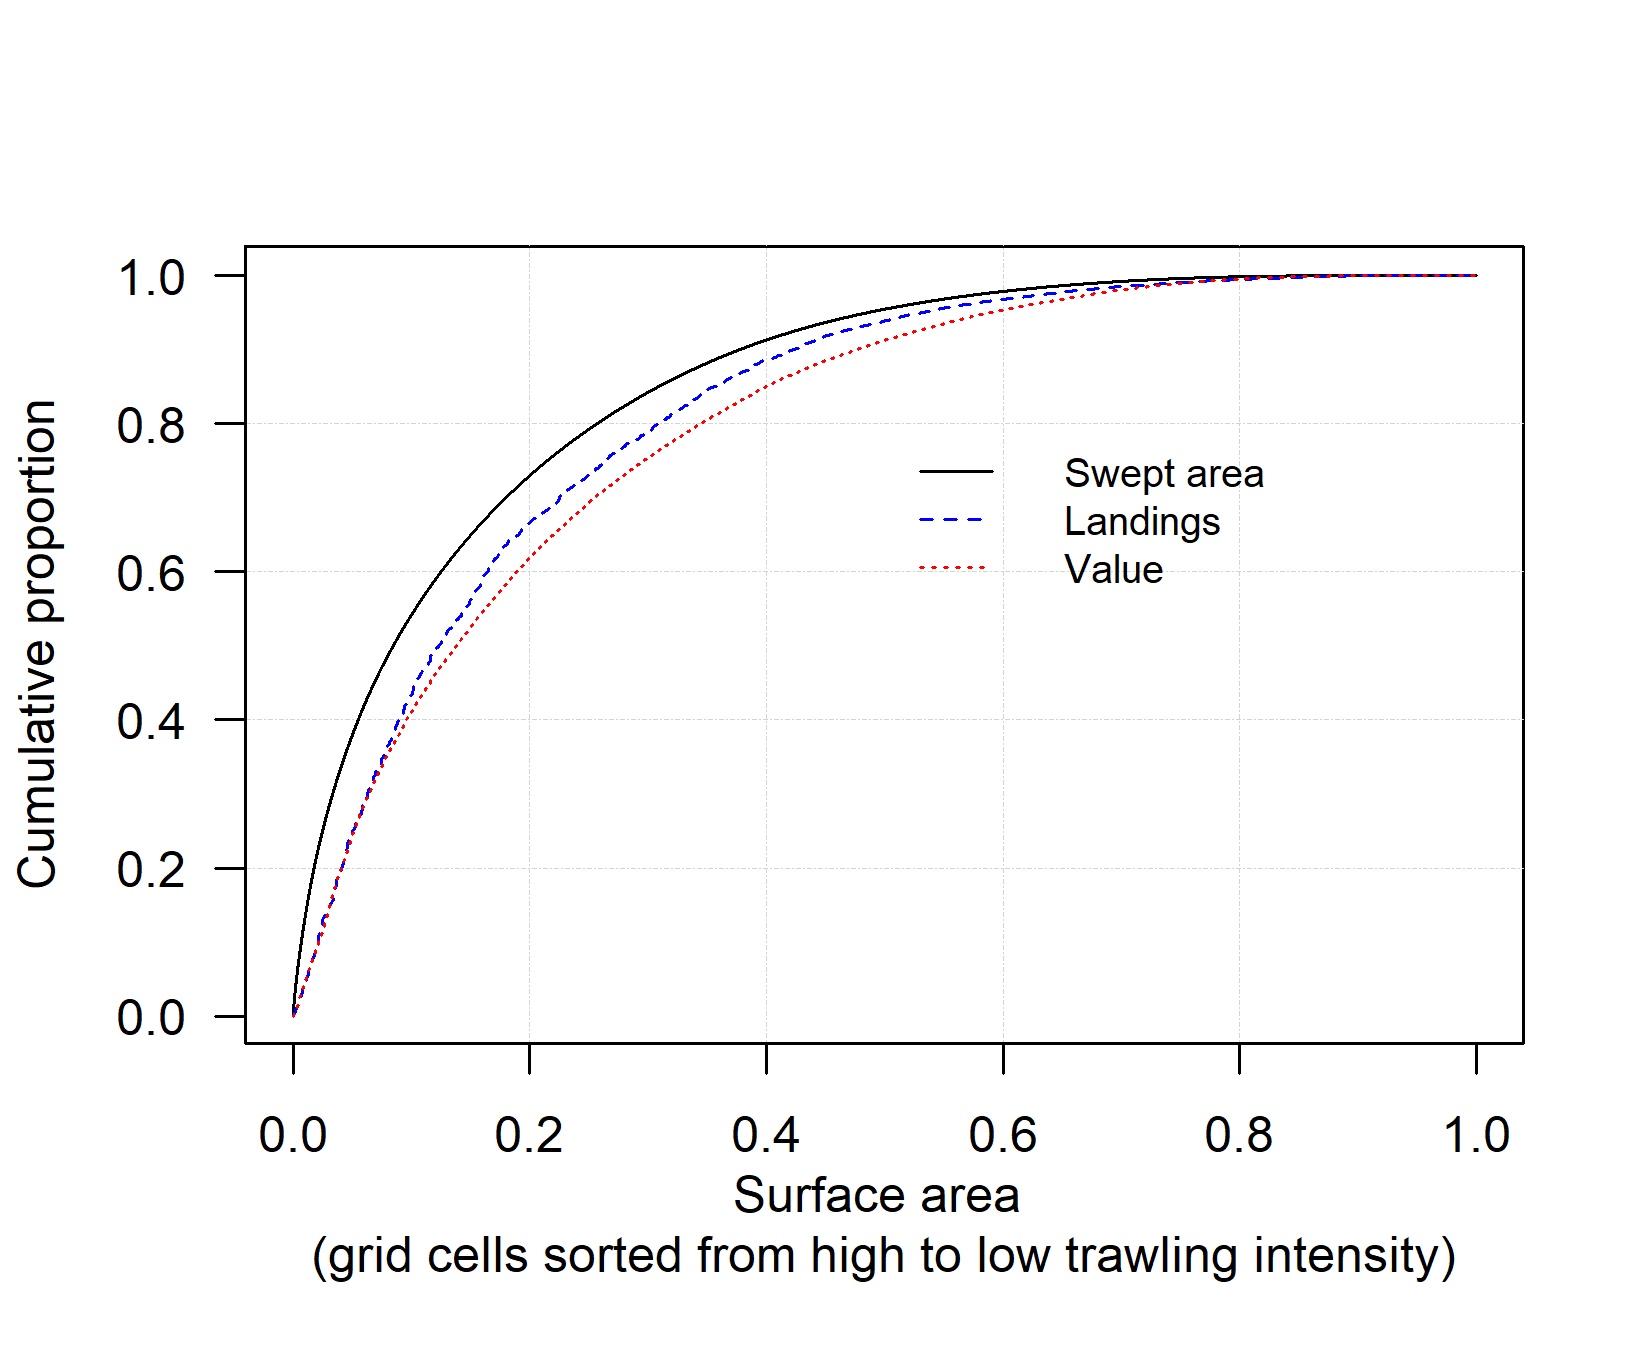 1.0
0.8
0.6
0.4
0.2
0.0
Cumulative proportion
Swept area
Landings
Value
0.0 0.2 0.4 0.6 0.8 1.0
Surface area
(grid cells sorted from high to low trawling intensity)